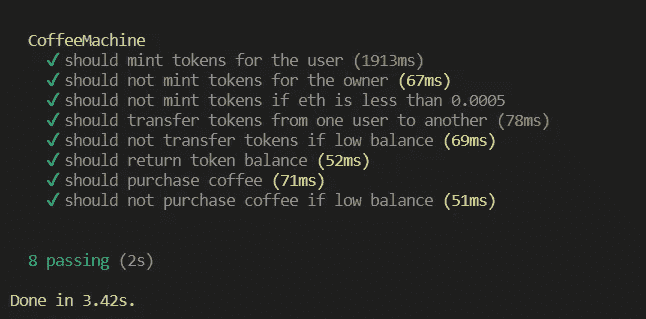 CoffeeMachine
✓ should mint tokens for the user (1913ms)
✓ should not mint tokens for the owner (67ms)
✓ should not mint tokens if eth is less than 0.0005
✓ should transfer tokens from one user to another (78ms)
✓ should not transfer tokens if low balance (69ms)
✓ should return token balance (52ms)
✓ should purchase coffee (71ms)
✓ should not purchase coffee if low balance (51ms)
8 passing (2s)
Done in 3.42s.